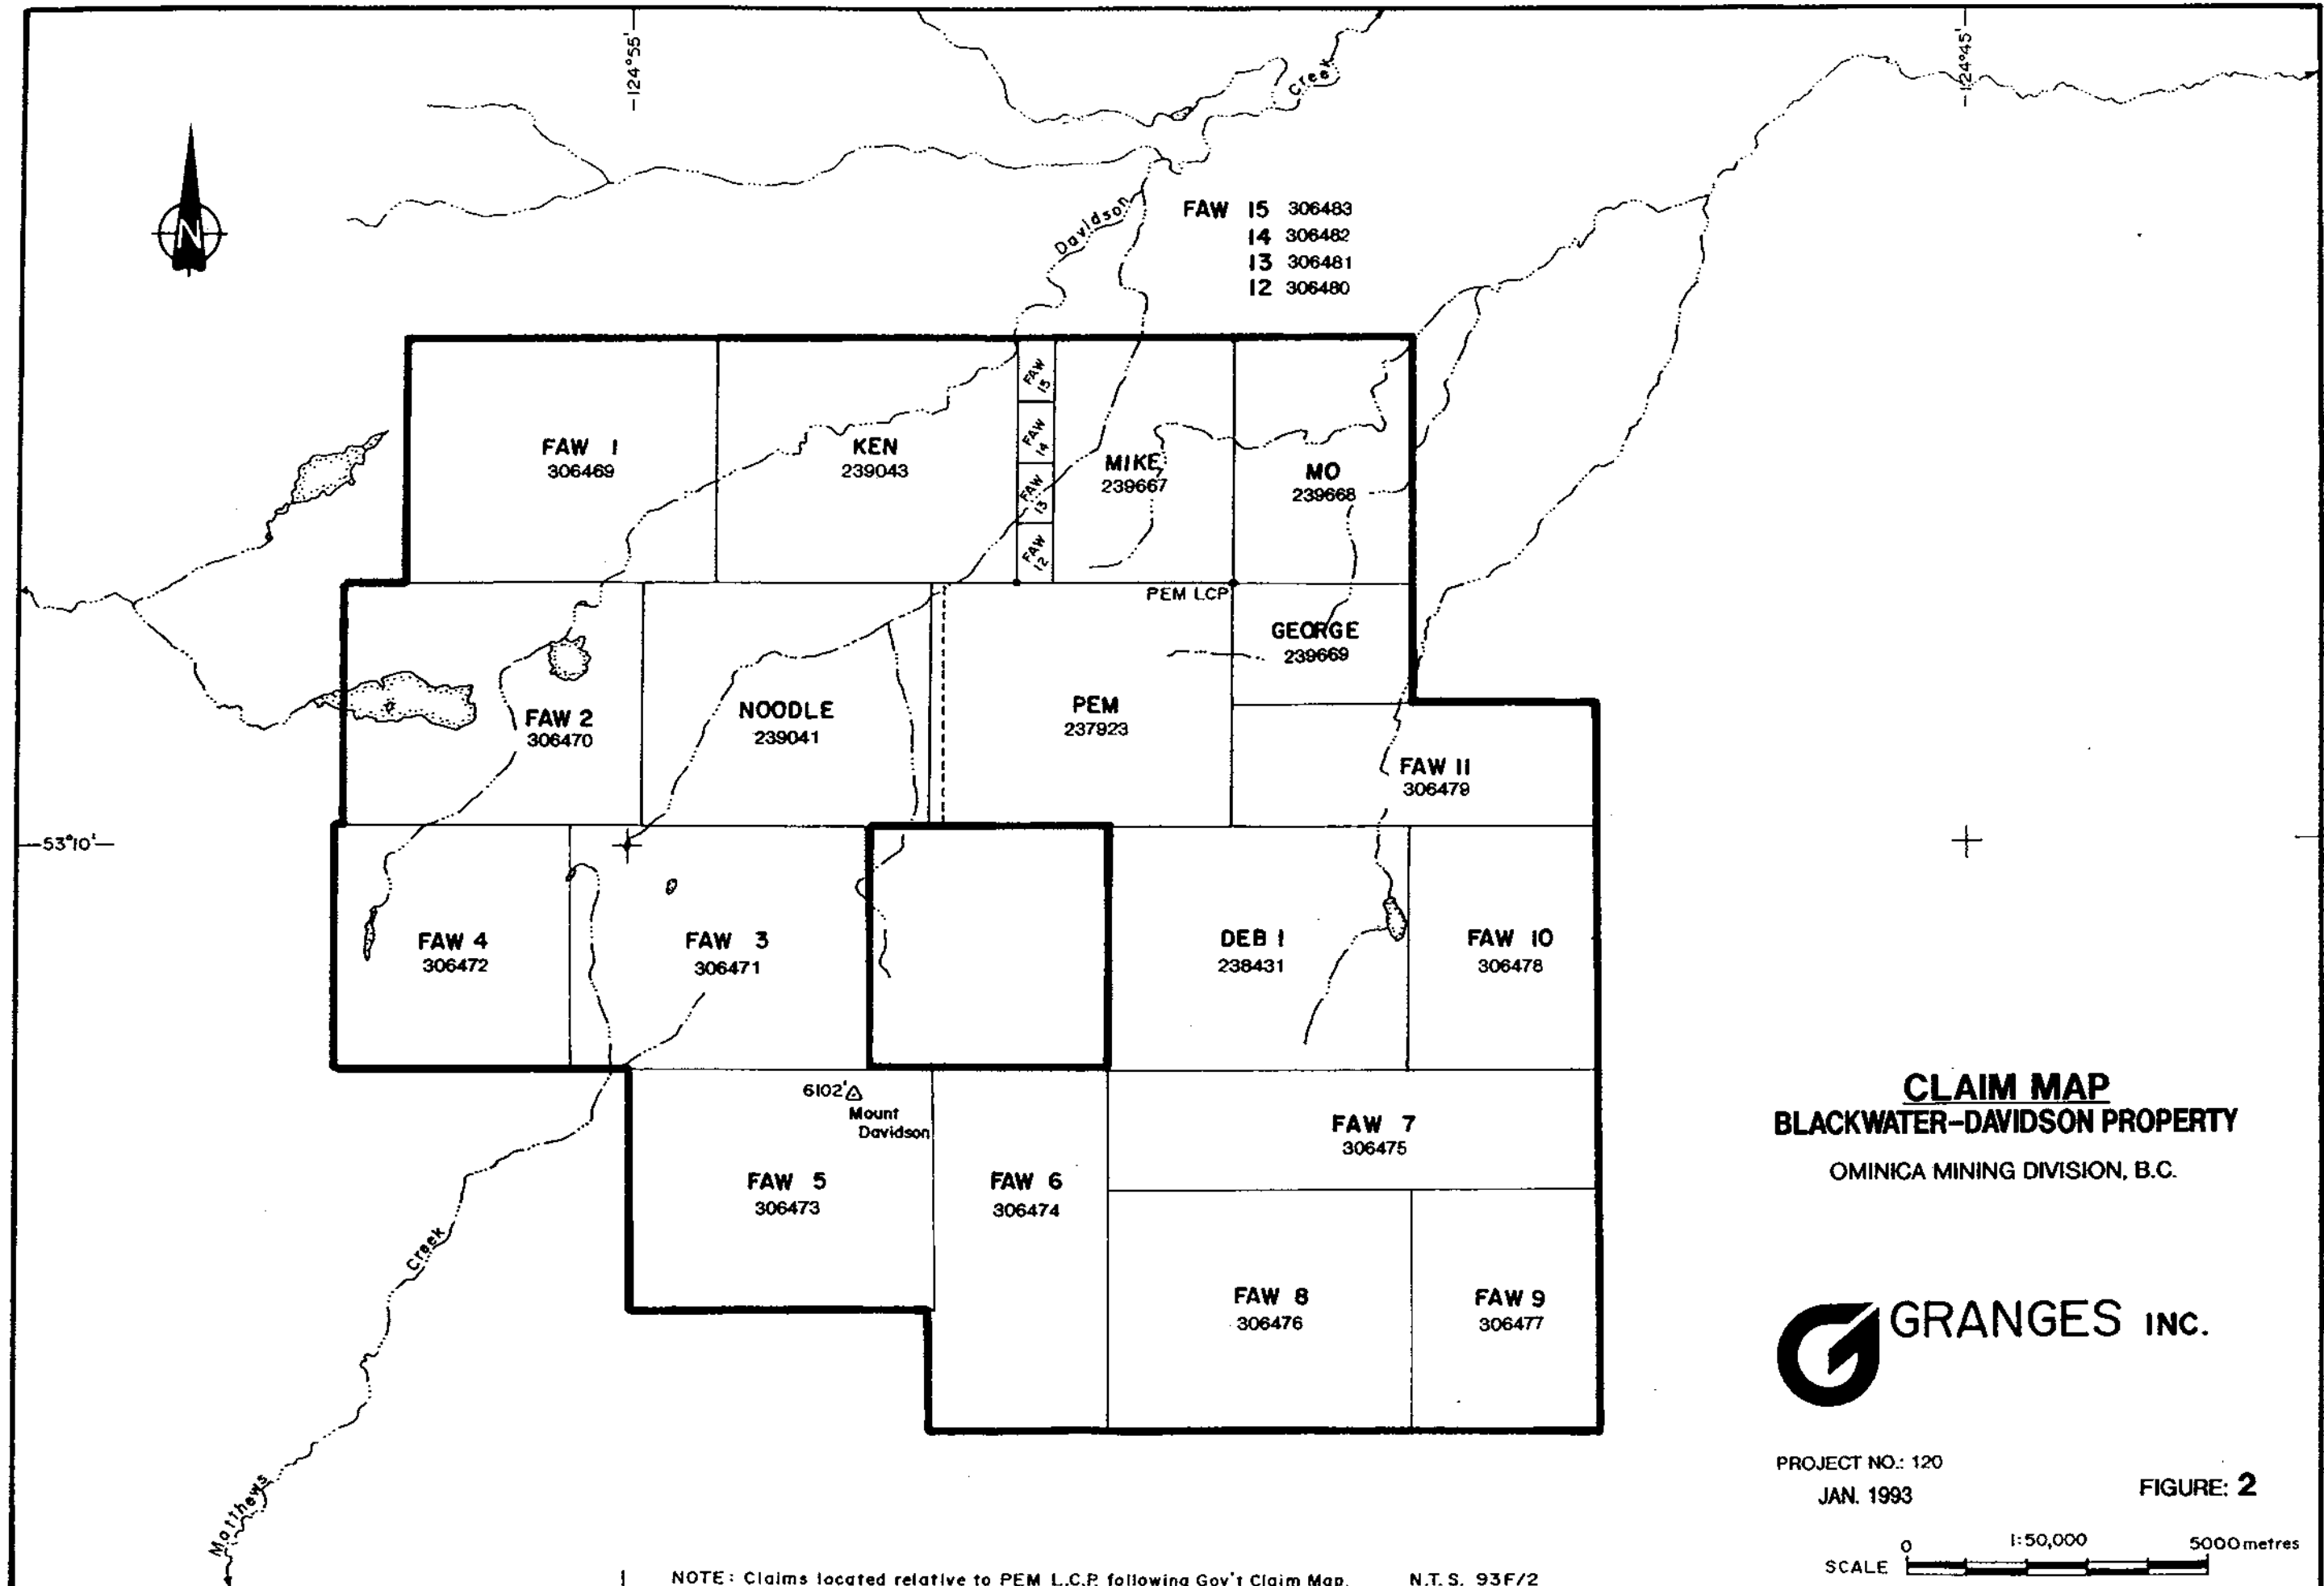 -124°55'
-124°45'
Creek
N
Davidson
FAW 15 306483
14 306482
13 306481
12 306480
FAW 15
FAW 14
FAW 13
FAW 12
FAW 1
306469
KEN
239043
MIKE
239667
MO
239668
PEM LCP
GEORGE
239669
FAW 2
306470
NOODLE
239041
PEM
237923
FAW 11
306479
53°10'
FAW 4
306472
FAW 3
306471
DEB 1
238431
FAW 10
306478
6102'
Mount
Davidson
FAW 7
306475
FAW 5
306473
FAW 6
306474
FAW 8
306476
FAW 9
306477
Creek
Matthews
CLAIM MAP
BLACKWATER-DAVIDSON PROPERTY
OMINICA MINING DIVISION, B.C.
GRANGES INC.
PROJECT NO.: 120
JAN. 1993
FIGURE: 2
0 1:50,000 5000 metres
SCALE
NOTE: Claims located relative to PEM L.C.P. following Gov't Claim Map.
N.T.S. 93F/2